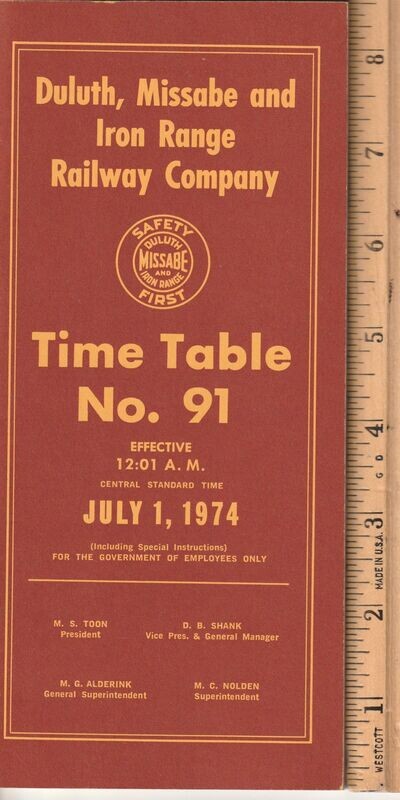 Duluth, Missabe and
Iron Range
Railway Company
SAFETY
DULUTH
MISSABE
AND
IRON RANGE
FIRST
Time Table
No. 91
EFFECTIVE
12:01 A. M.
CENTRAL STANDARD TIME
JULY 1, 1974
(Including Special Instructions)
FOR THE GOVERNMENT OF EMPLOYEES ONLY
M. S. TOON
President
D. B. SHANK
Vice Pres. & General Manager
M. G. ALDERINK
General Superintendent
M. C. NOLDEN
Superintendent
8
7
6
5
4
G D
3
MADE IN U.S.A.
2
1
WESTCOTT